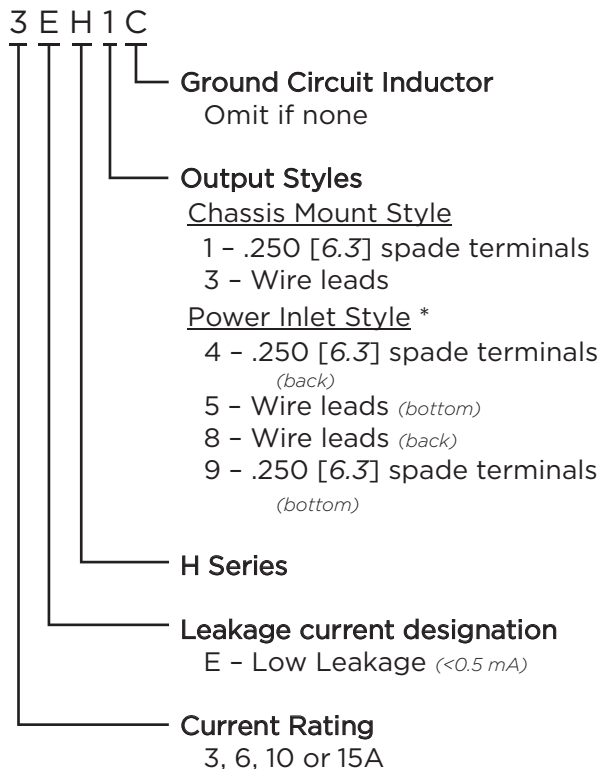 3 E H 1 C
Ground Circuit Inductor
Omit if none
Output Styles
Chassis Mount Style
1 – .250 [6.3] spade terminals
3 – Wire leads
Power Inlet Style *
4 – .250 [6.3] spade terminals
(back)
5 – Wire leads (bottom)
8 – Wire leads (back)
9 – .250 [6.3] spade terminals
(bottom)
H Series
Leakage current designation
E – Low Leakage (<0.5 mA)
Current Rating
3, 6, 10 or 15A